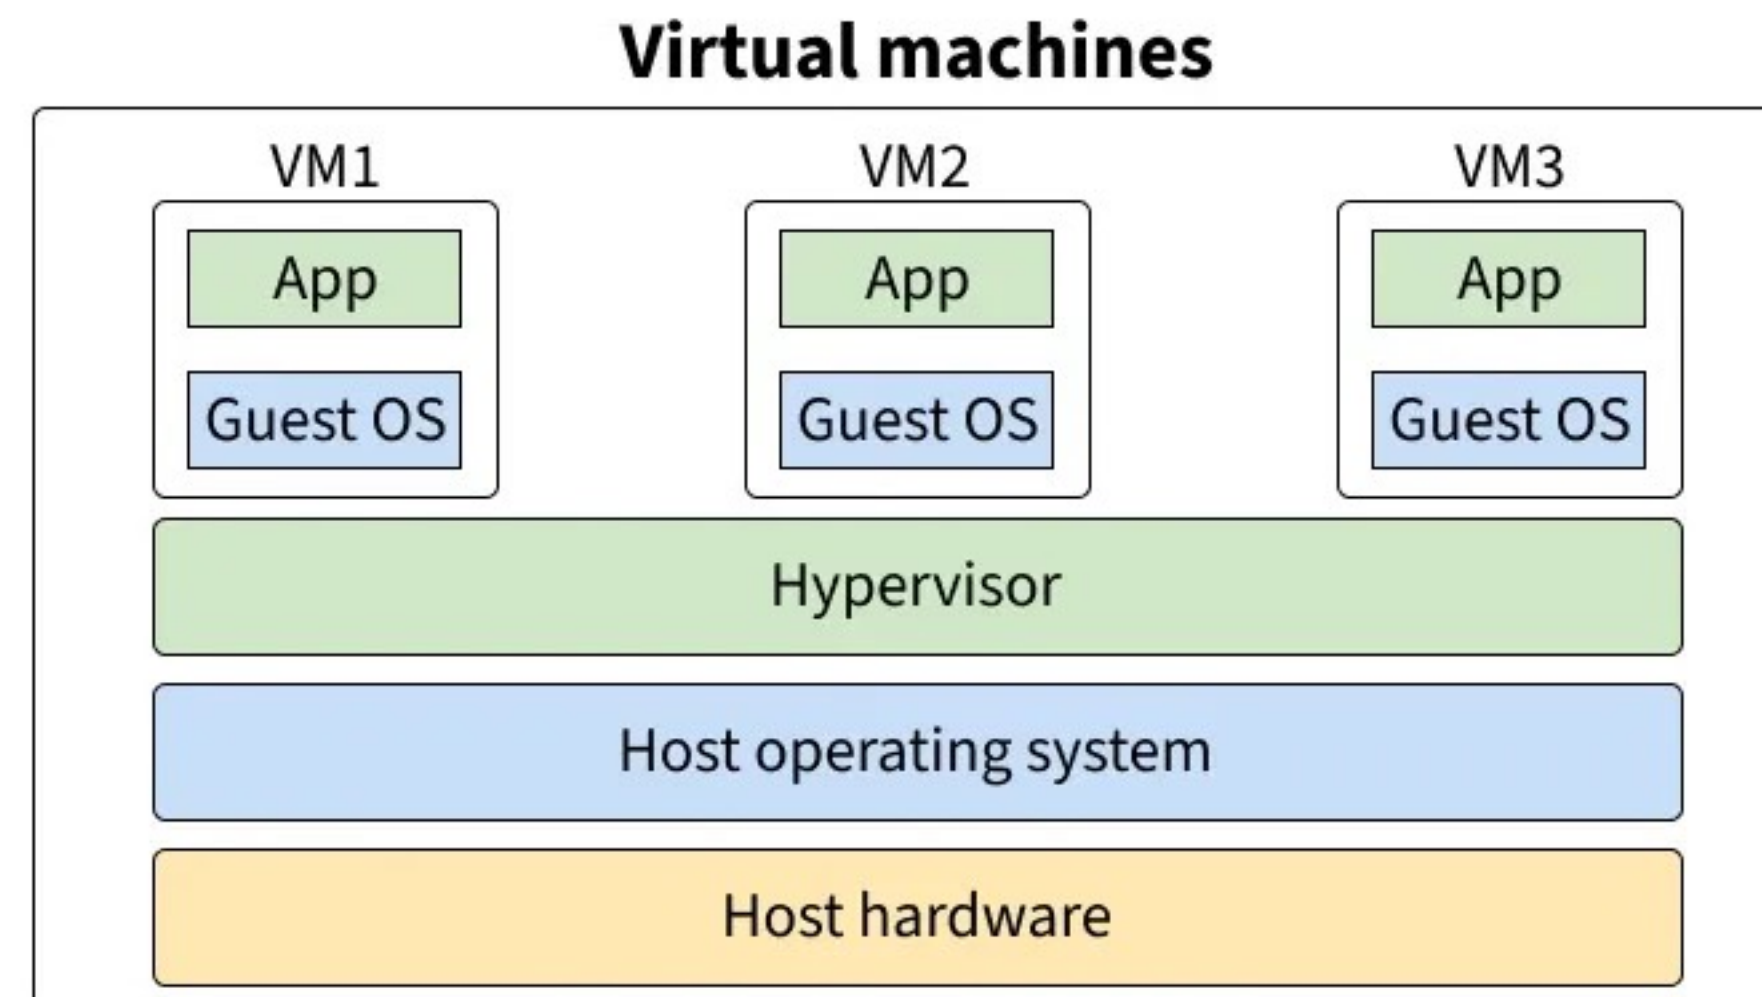 Virtual machines
VM1
VM2
VM3
App
App
App
Guest OS
Guest OS
Guest OS
Hypervisor
Host operating system
Host hardware